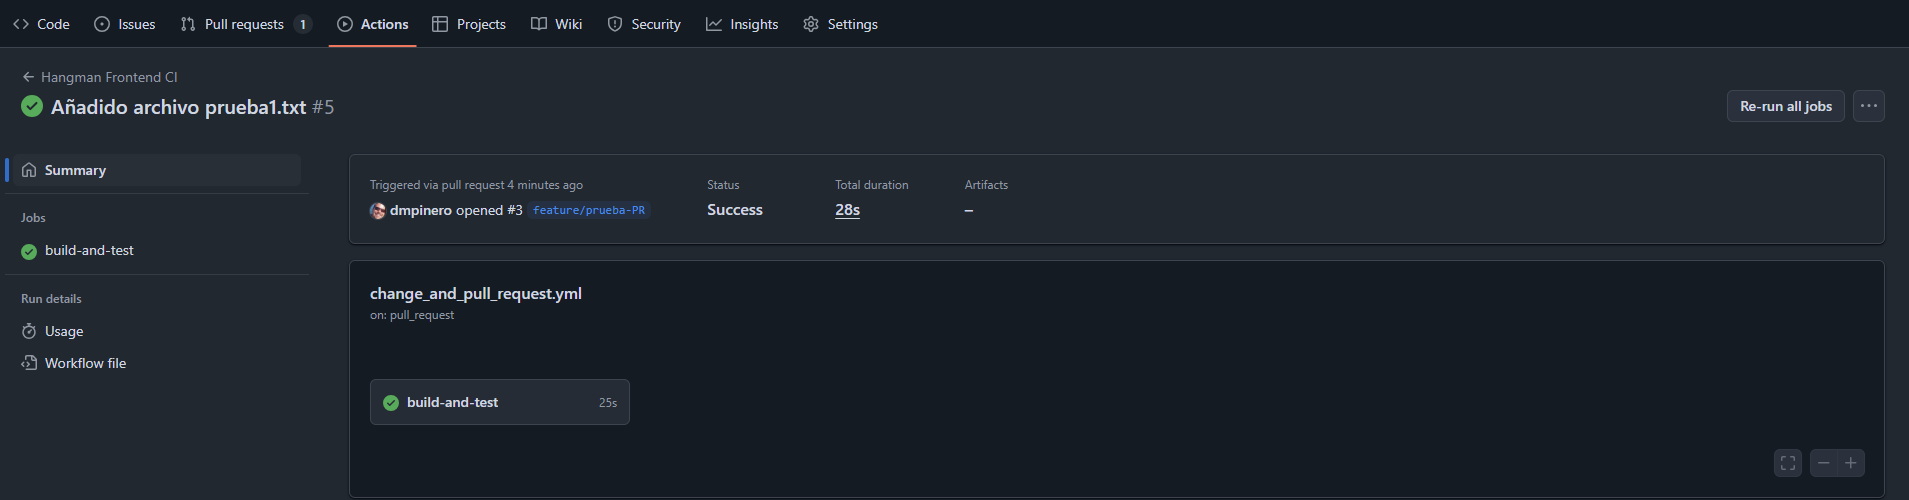 Code Issues Pull requests 1 Actions Projects Wiki Security Insights Settings
Hangman Frontend CI
Añadido archivo prueba1.txt #5
Re-run all jobs
Summary
Jobs
build-and-test
Run details
Usage
Workflow file
Triggered via pull request 4 minutes ago
dmpinero opened #3 feature/prueba-PR
Status
Success
Total duration
28s
Artifacts
–
change_and_pull_request.yml
on: pull_request
build-and-test 25s